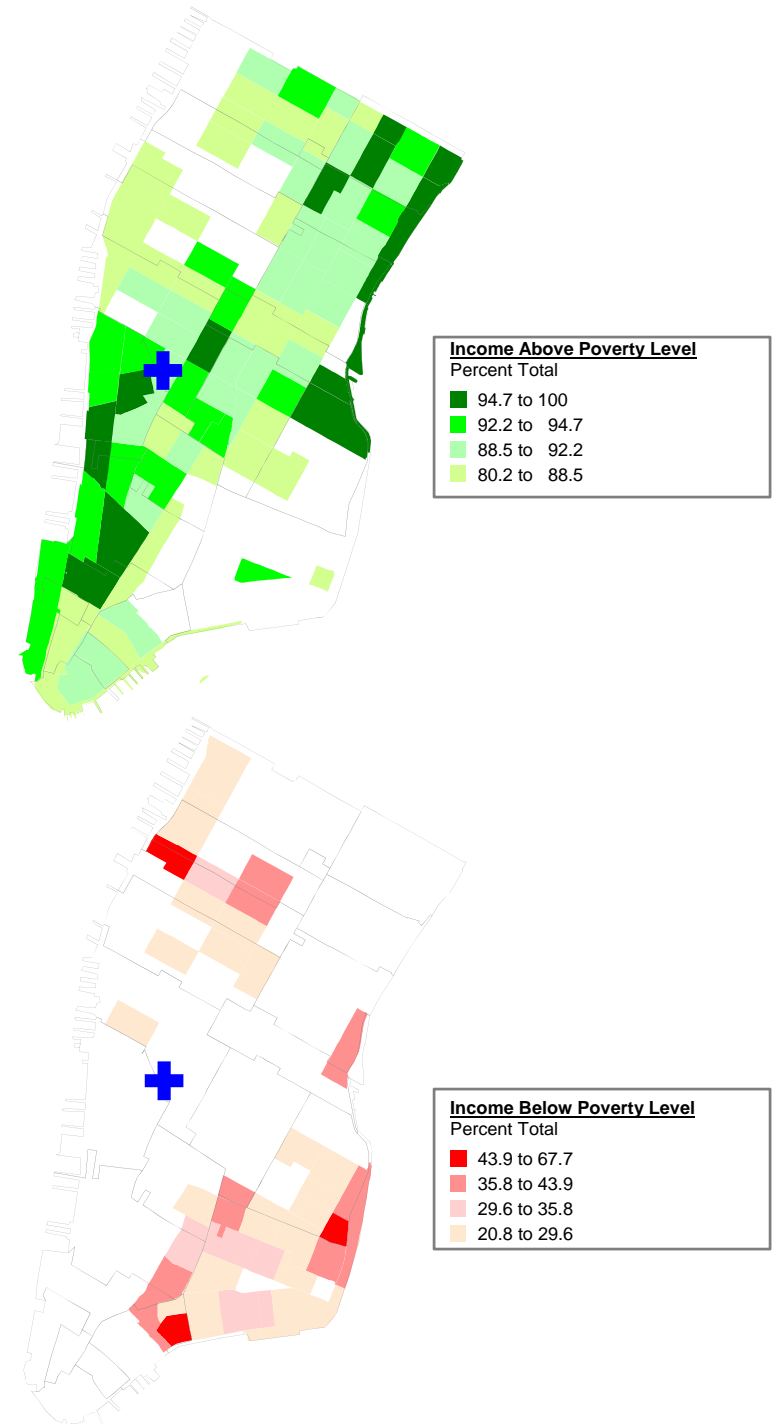 Income Above Poverty Level
Percent Total
94.7 to 100
92.2 to 94.7
88.5 to 92.2
80.2 to 88.5
Income Below Poverty Level
Percent Total
43.9 to 67.7
35.8 to 43.9
29.6 to 35.8
20.8 to 29.6